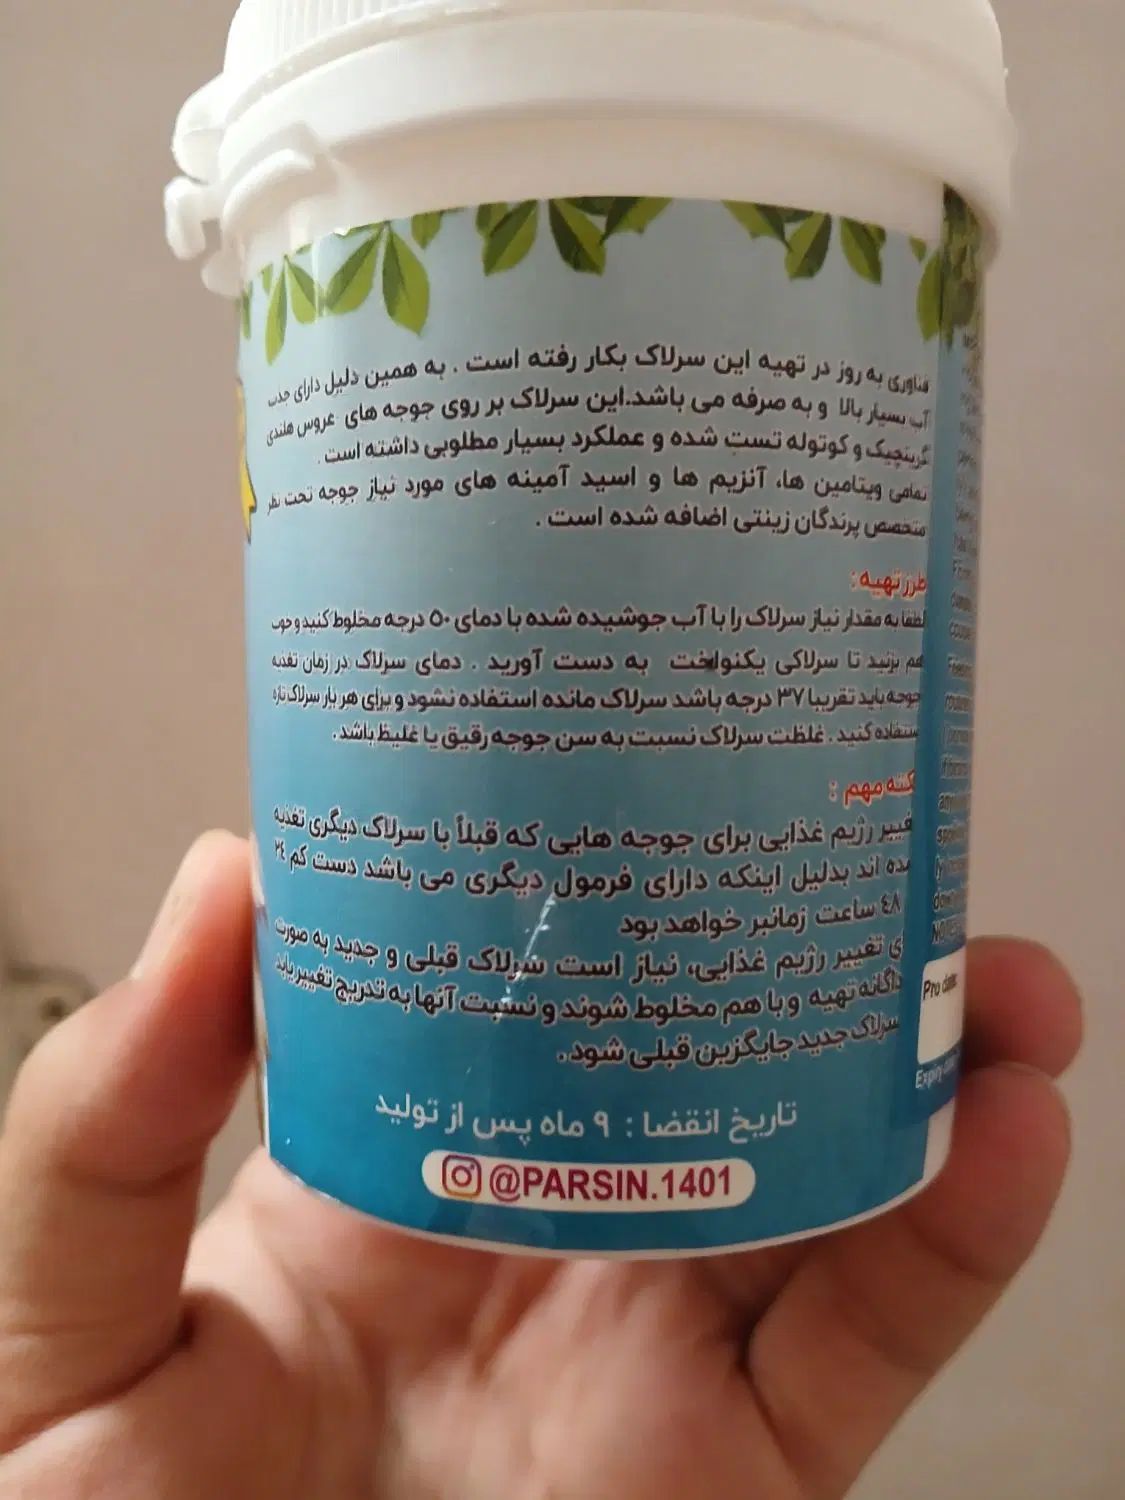 فناوری به روز در تهیه این سرلاک بکار رفته است . به همین دلیل دارای جذب
آب بسیار بالا و به صرفه می باشد.این سرلاک بر روی جوجه های عروس هلندی
گرینچیک و کوتوله تست شده و عملکرد بسیار مطلوبی داشته است .
تمامی ویتامین ها، آنزیم ها و اسید آمینه های مورد نیاز جوجه تحت نظر
متخصص پرندگان زینتی اضافه شده است .
طرز تهیه :
لطفا به مقدار نیاز سرلاک را با آب جوشیده شده با دمای ۵۰ درجه مخلوط کنید و خوب
هم بزنید تا سرلاکی یکنواخت به دست آورید . دمای سرلاک در زمان تغذیه
جوجه باید تقریبا ۳۷ درجه باشد سرلاک مانده استفاده نشود و برای هر بار سرلاک تازه
ستفاده کنید . غلظت سرلاک نسبت به سن جوجه رقیق یا غلیظ باشد .
کته مهم :
غییر رژیم غذایی برای جوجه هایی که قبلاً با سرلاک دیگری تغذیه
ده اند بدلیل اینکه دارای فرمول دیگری می باشد دست کم ۲۴
۴۸ ساعت زمانبر خواهد بود
ی تغییر رژیم غذایی، نیاز است سرلاک قبلی و جدید به صورت
داگانه تهیه و با هم مخلوط شوند و نسبت آنها به تدریج تغییر یابد
سرلاک جدید جایگزین قبلی شود .
تاریخ انقضا : ۹ ماه پس از تولید
@PARSIN.1401
Pro date:
Expiry